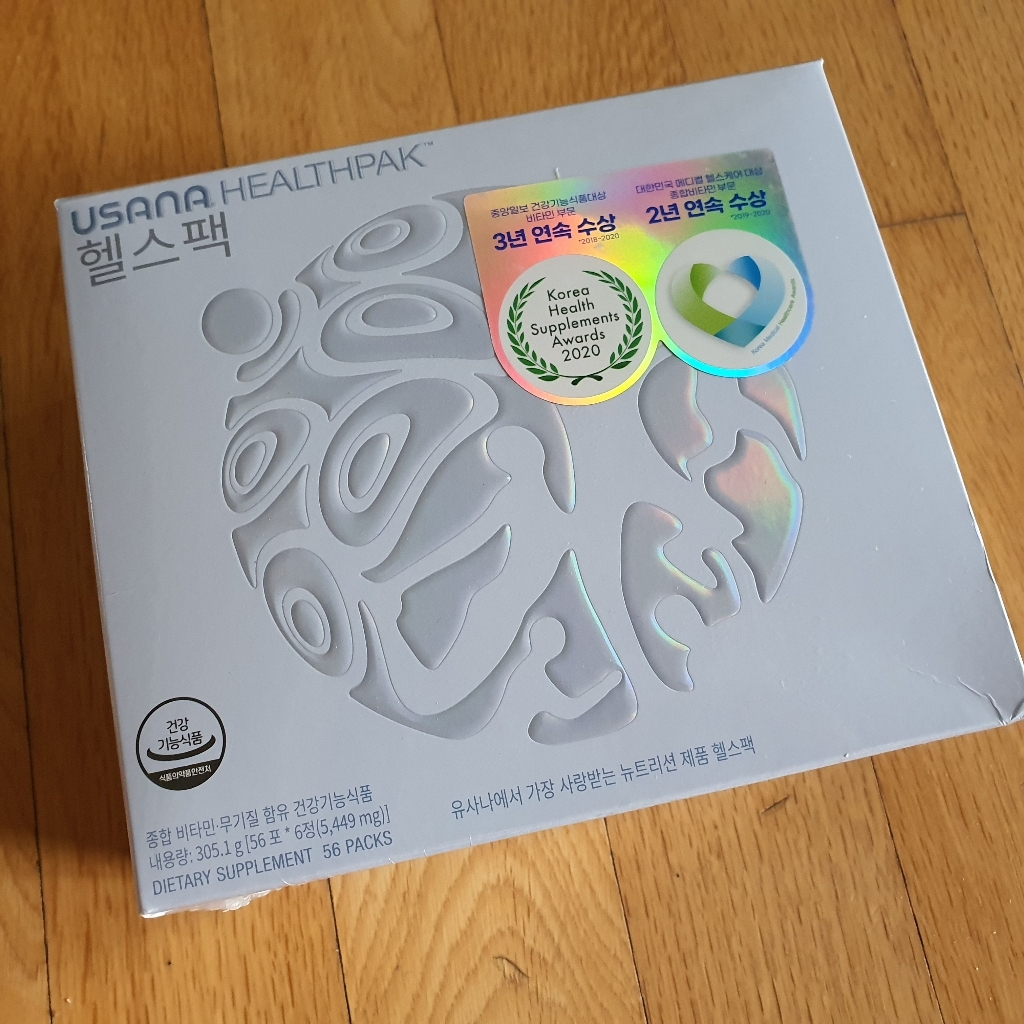 USANA HEALTHPAK™
헬스팩
중앙일보 건강기능식품대상
비타민 부문
3년 연속 수상
*2018-2020
대한민국 메디컬 헬스케어 대상
종합비타민 부문
2년 연속 수상
*2019-2020
Korea
Health
Supplements
Awards
2020
Korea Medical Healthcare Awards
건강
기능식품
식품의약품안전처
종합 비타민·무기질 함유 건강기능식품
내용량: 305.1 g [56 포 * 6정(5,449 mg)]
DIETARY SUPPLEMENT 56 PACKS
유사나에서 가장 사랑받는 뉴트리션 제품 헬스팩